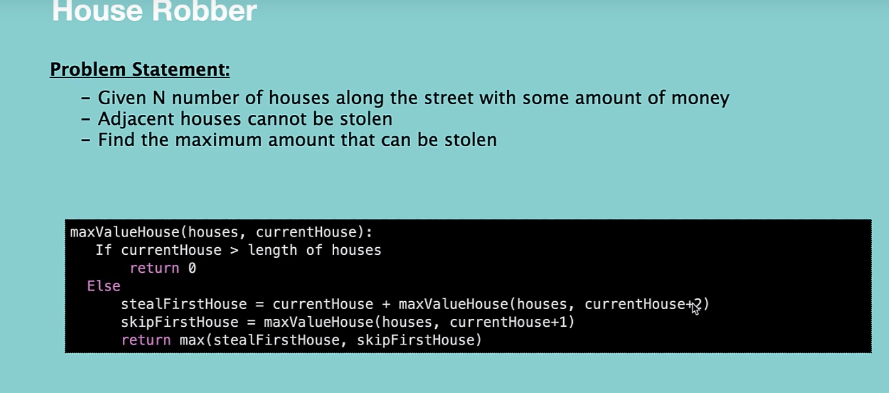 House Robber
Problem Statement:
– Given N number of houses along the street with some amount of money
– Adjacent houses cannot be stolen
– Find the maximum amount that can be stolen
maxValueHouse(houses, currentHouse):
If currentHouse > length of houses
return 0
Else
stealFirstHouse = currentHouse + maxValueHouse(houses, currentHouse+2)
skipFirstHouse = maxValueHouse(houses, currentHouse+1)
return max(stealFirstHouse, skipFirstHouse)